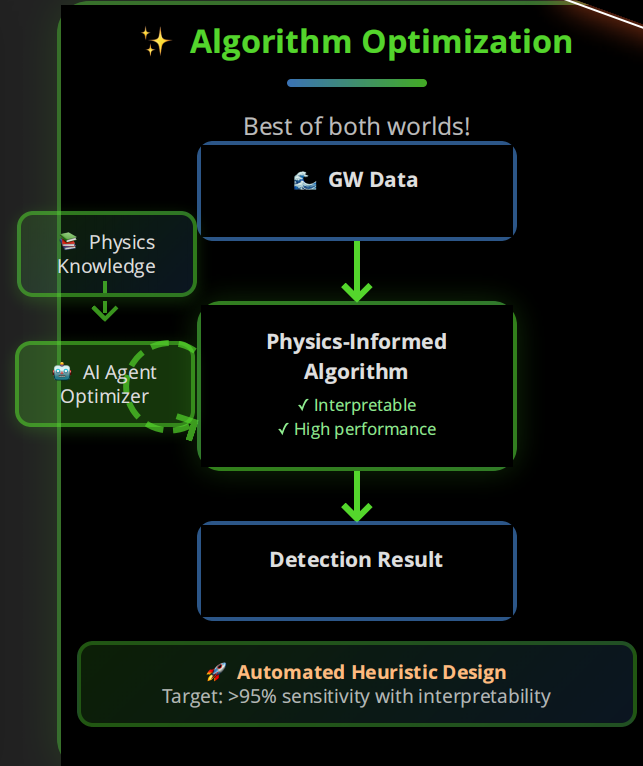 ✨ Algorithm Optimization
Best of both worlds!
🌊 GW Data
📚 Physics
Knowledge
Physics-Informed
Algorithm
✓ Interpretable
✓ High performance
🤖 AI Agent
Optimizer
Detection Result
🚀 Automated Heuristic Design
Target: >95% sensitivity with interpretability